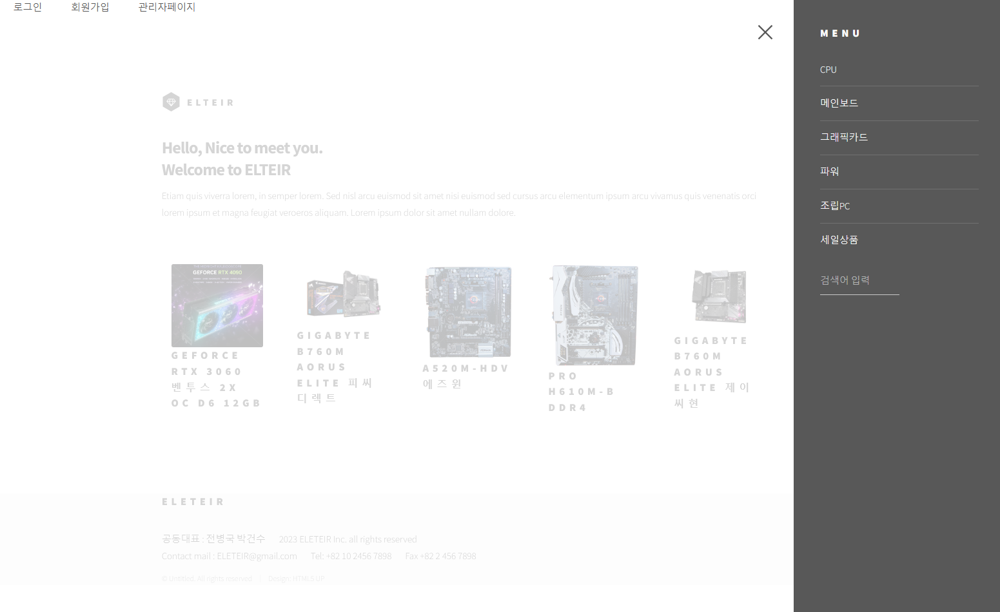 로그인 회원가입 관리자페이지
ELTEIR
Hello, Nice to meet you.
Welcome to ELTEIR
Etiam quis viverra lorem, in semper lorem. Sed nisl arcu euismod sit amet nisi euismod sed cursus arcu elementum ipsum arcu vivamus quis venenatis orci
lorem ipsum et magna feugiat veroeros aliquam. Lorem ipsum dolor sit amet nullam dolore.
GEFORCE RTX 4090
GEFORCE
RTX 3060
벤투스 2X
OC D6 12GB
GIGABYTE
B760M
AORUS
ELITE 피씨
디렉트
A520M-HDV
에즈윈
PRO
H610M-B
DDR4
GIGABYTE
B760M
AORUS
ELITE 제이
씨현
ELETEIR
공동대표 : 전병국 박건수 2023 ELETEIR Inc. all rights reserved
Contact mail : ELETEIR@gmail.com Tel: +82 10 2456 7898 Fax +82 2 456 7898
© Untitled. All rights reserved | Design: HTML5 UP
MENU
CPU
메인보드
그래픽카드
파워
조립PC
세일상품
검색어 입력